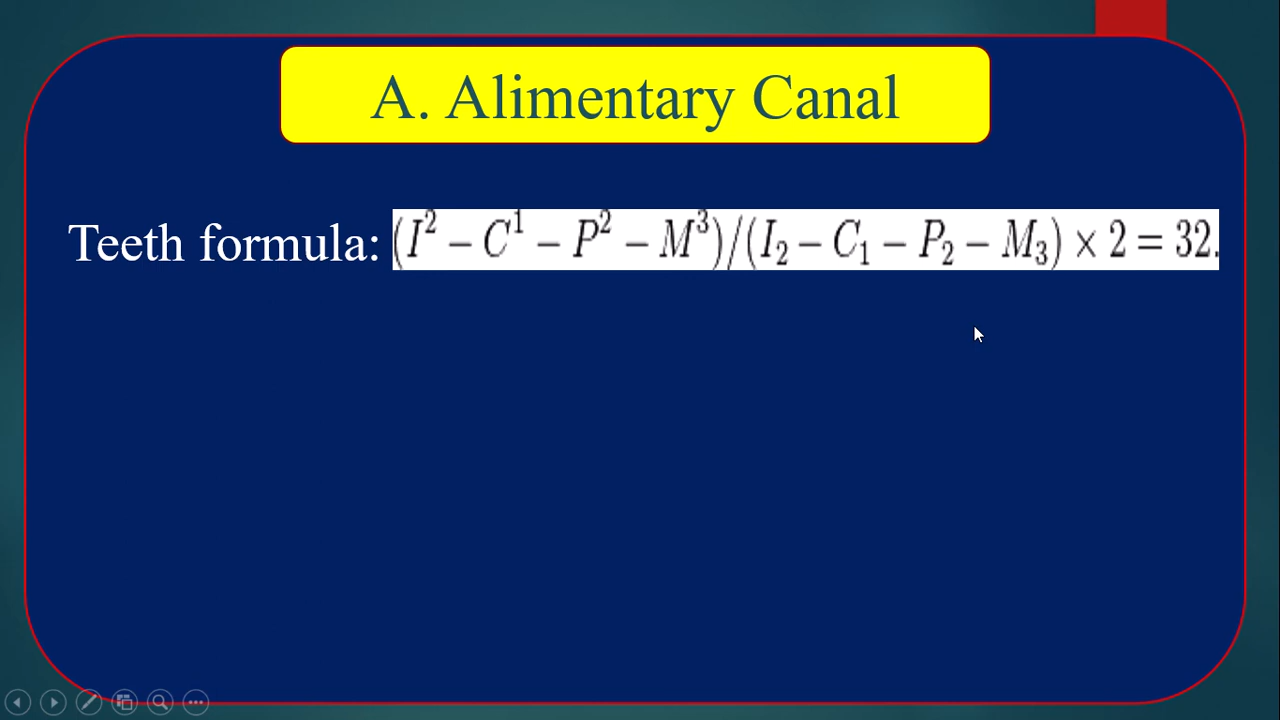 A. Alimentary Canal
Teeth formula: (I² – C¹ – P² – M³)/(I₂ – C₁ – P₂ – M₃) × 2 = 32.